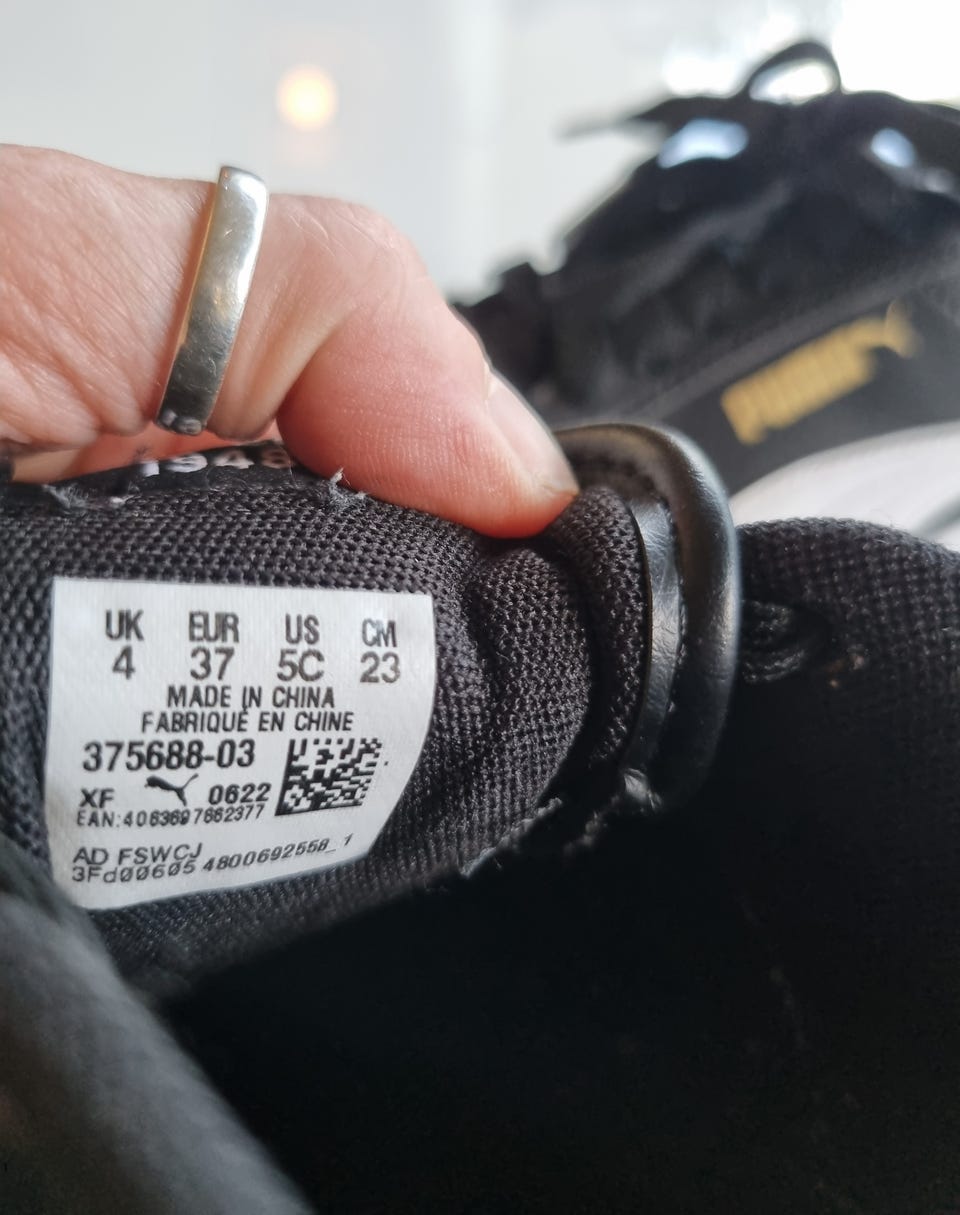 UK EUR US CM
4 37 5C 23
MADE IN CHINA
FABRIQUÉ EN CHINE
375688-03
XF 0622
EAN:4063697662377
AD FSWCJ
3Fd00605 4800692558_1
PUMA